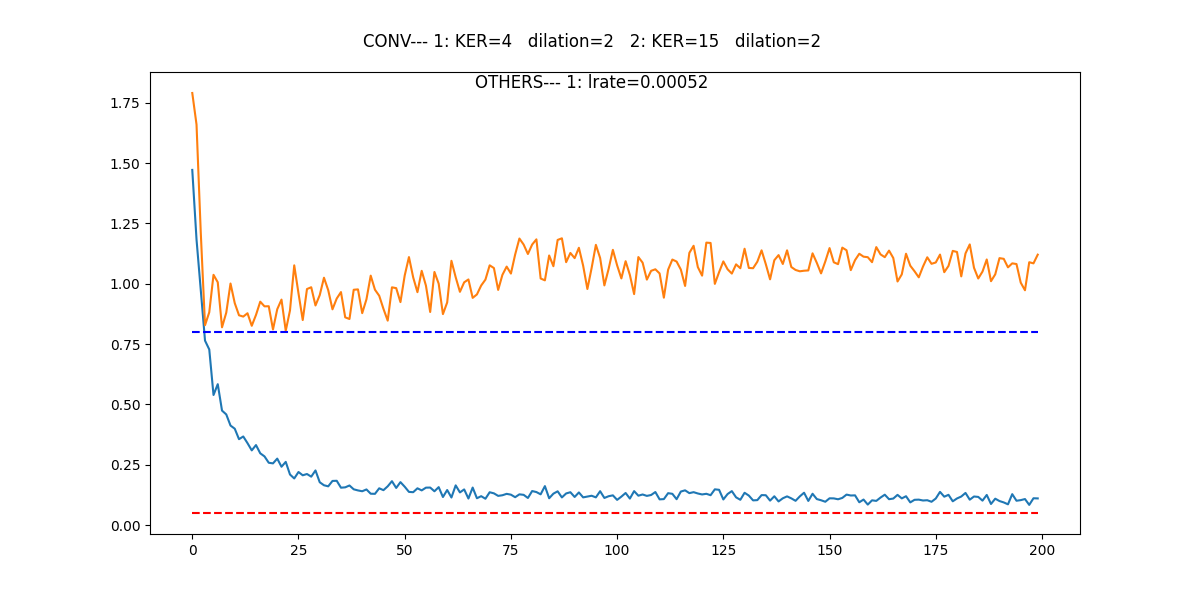 CONV--- 1: KER=4   dilation=2   2: KER=15   dilation=2
OTHERS--- 1: lrate=0.00052
1.75
1.50
1.25
1.00
0.75
0.50
0.25
0.00
0 25 50 75 100 125 150 175 200